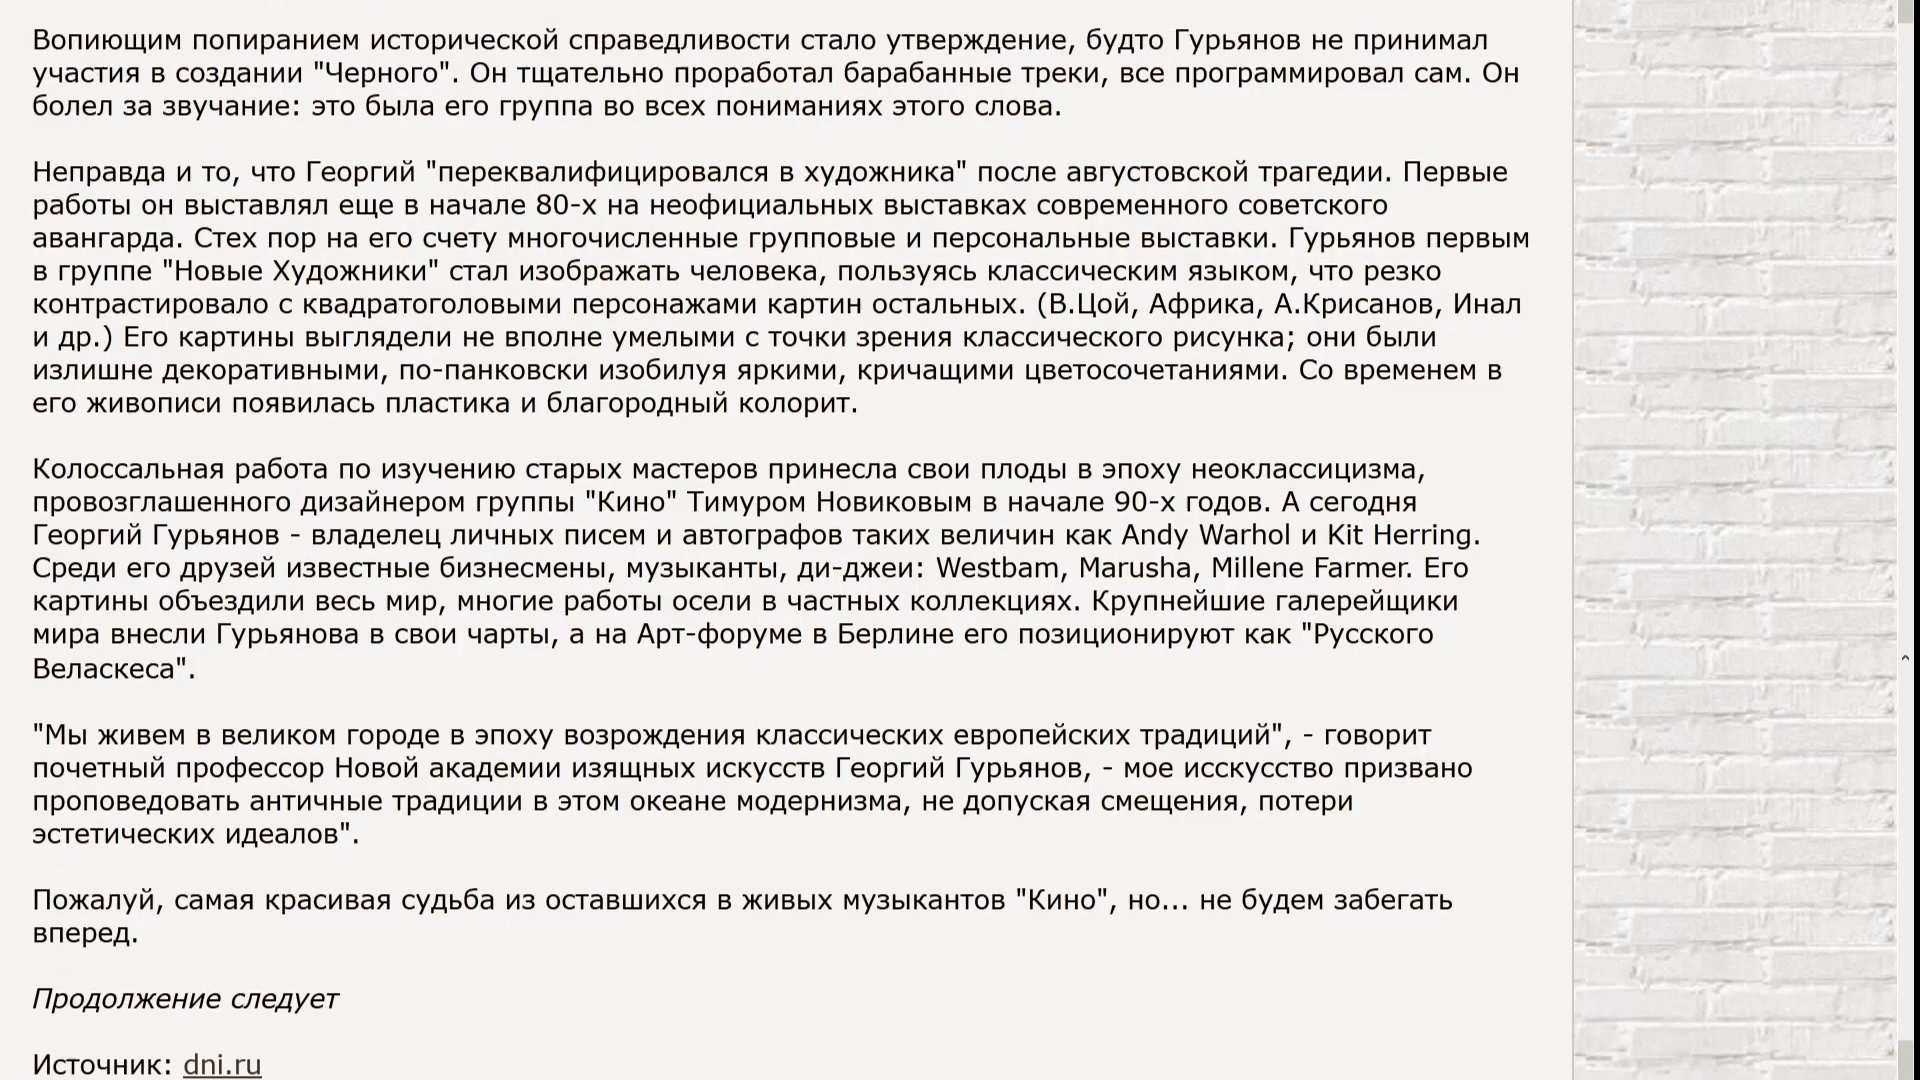 Вопиющим попиранием исторической справедливости стало утверждение, будто Гурьянов не принимал
участия в создании "Черного". Он тщательно проработал барабанные треки, все программировал сам. Он
болел за звучание: это была его группа во всех пониманиях этого слова.
Неправда и то, что Георгий "переквалифицировался в художника" после августовской трагедии. Первые
работы он выставлял еще в начале 80-х на неофициальных выставках современного советского
авангарда. Стех пор на его счету многочисленные групповые и персональные выставки. Гурьянов первым
в группе "Новые Художники" стал изображать человека, пользуясь классическим языком, что резко
контрастировало с квадратоголовыми персонажами картин остальных. (В.Цой, Африка, А.Крисанов, Инал
и др.) Его картины выглядели не вполне умелыми с точки зрения классического рисунка; они были
излишне декоративными, по-панковски изобилуя яркими, кричащими цветосочетаниями. Со временем в
его живописи появилась пластика и благородный колорит.
Колоссальная работа по изучению старых мастеров принесла свои плоды в эпоху неоклассицизма,
провозглашенного дизайнером группы "Кино" Тимуром Новиковым в начале 90-х годов. А сегодня
Георгий Гурьянов - владелец личных писем и автографов таких величин как Andy Warhol и Kit Herring.
Среди его друзей известные бизнесмены, музыканты, ди-джеи: Westbam, Marusha, Millene Farmer. Его
картины объездили весь мир, многие работы осели в частных коллекциях. Крупнейшие галерейщики
мира внесли Гурьянова в свои чарты, а на Арт-форуме в Берлине его позиционируют как "Русского
Веласкеса".
"Мы живем в великом городе в эпоху возрождения классических европейских традиций", - говорит
почетный профессор Новой академии изящных искусств Георгий Гурьянов, - мое исскусство призвано
проповедовать античные традиции в этом океане модернизма, не допуская смещения, потери
эстетических идеалов".
Пожалуй, самая красивая судьба из оставшихся в живых музыкантов "Кино", но... не будем забегать
вперед.
Продолжение следует
Источник: dni.ru